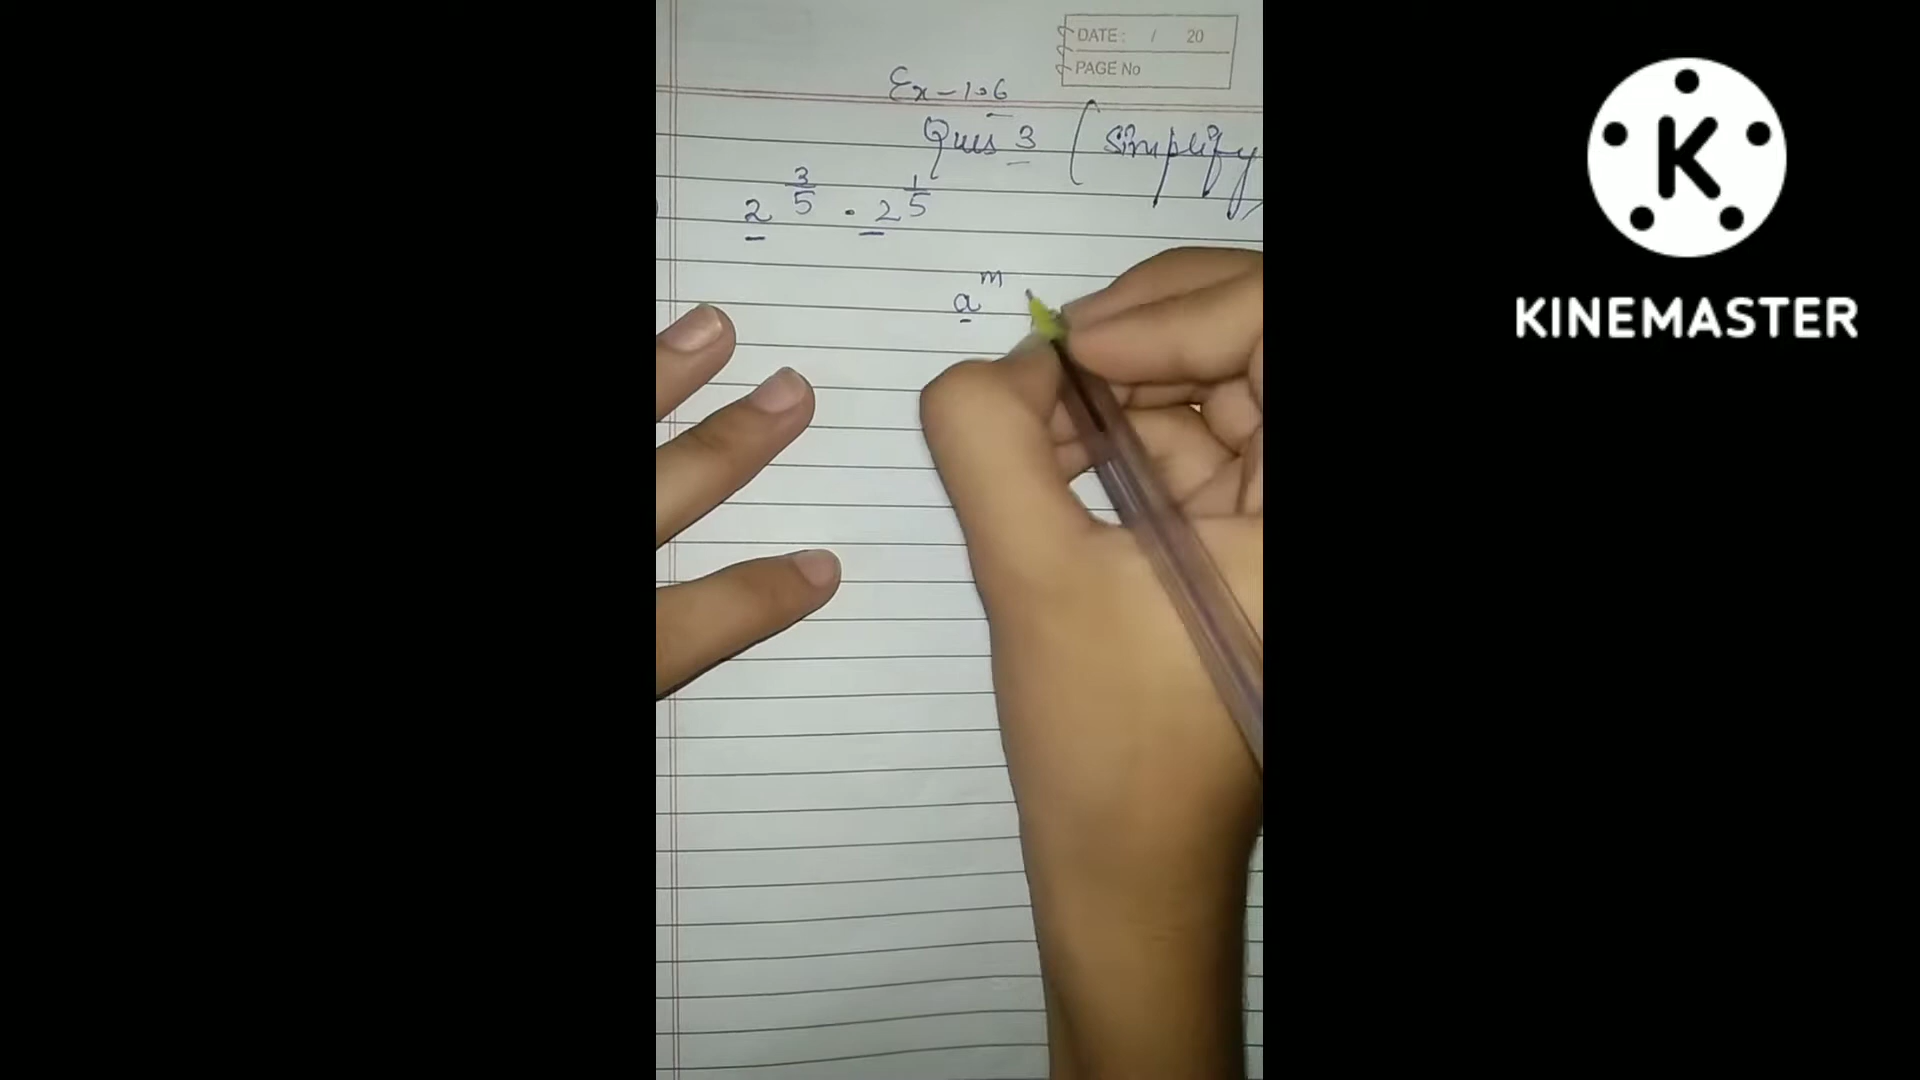 DATE: / 20
PAGE No
Ex-1.6
Ques 3 (Simplify)
2^3/5 · 2^1/5
a^m
K
KINEMASTER